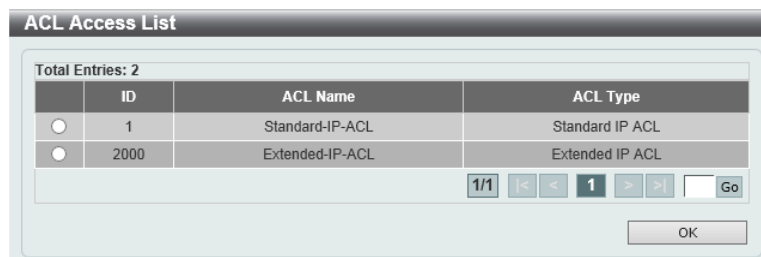 ACL Access List
Total Entries: 2
ID ACL Name ACL Type
1 Standard-IP-ACL Standard IP ACL
2000 Extended-IP-ACL Extended IP ACL
1/1 |< < 1 > >| Go
OK